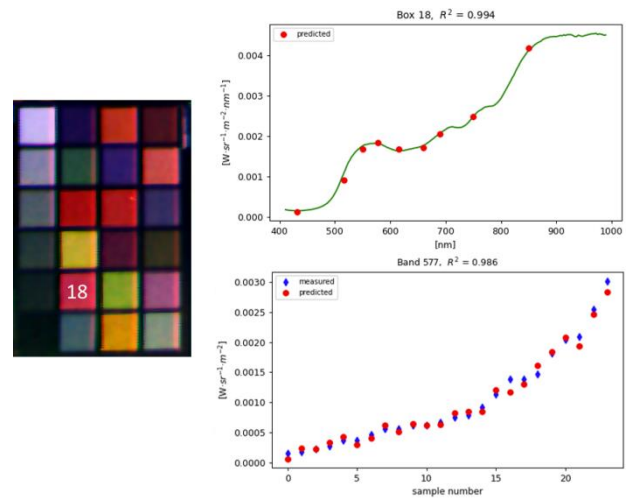 18
Box 18, R² = 0.994
predicted
[W·sr⁻¹·m⁻²·nm⁻¹]
0.004
0.003
0.002
0.001
0.000
400 500 600 700 800 900 1000
[nm]
Band 577, R² = 0.986
measured
predicted
[W·sr⁻¹·m⁻²]
0.0030
0.0025
0.0020
0.0015
0.0010
0.0005
0.0000
0 5 10 15 20
sample number